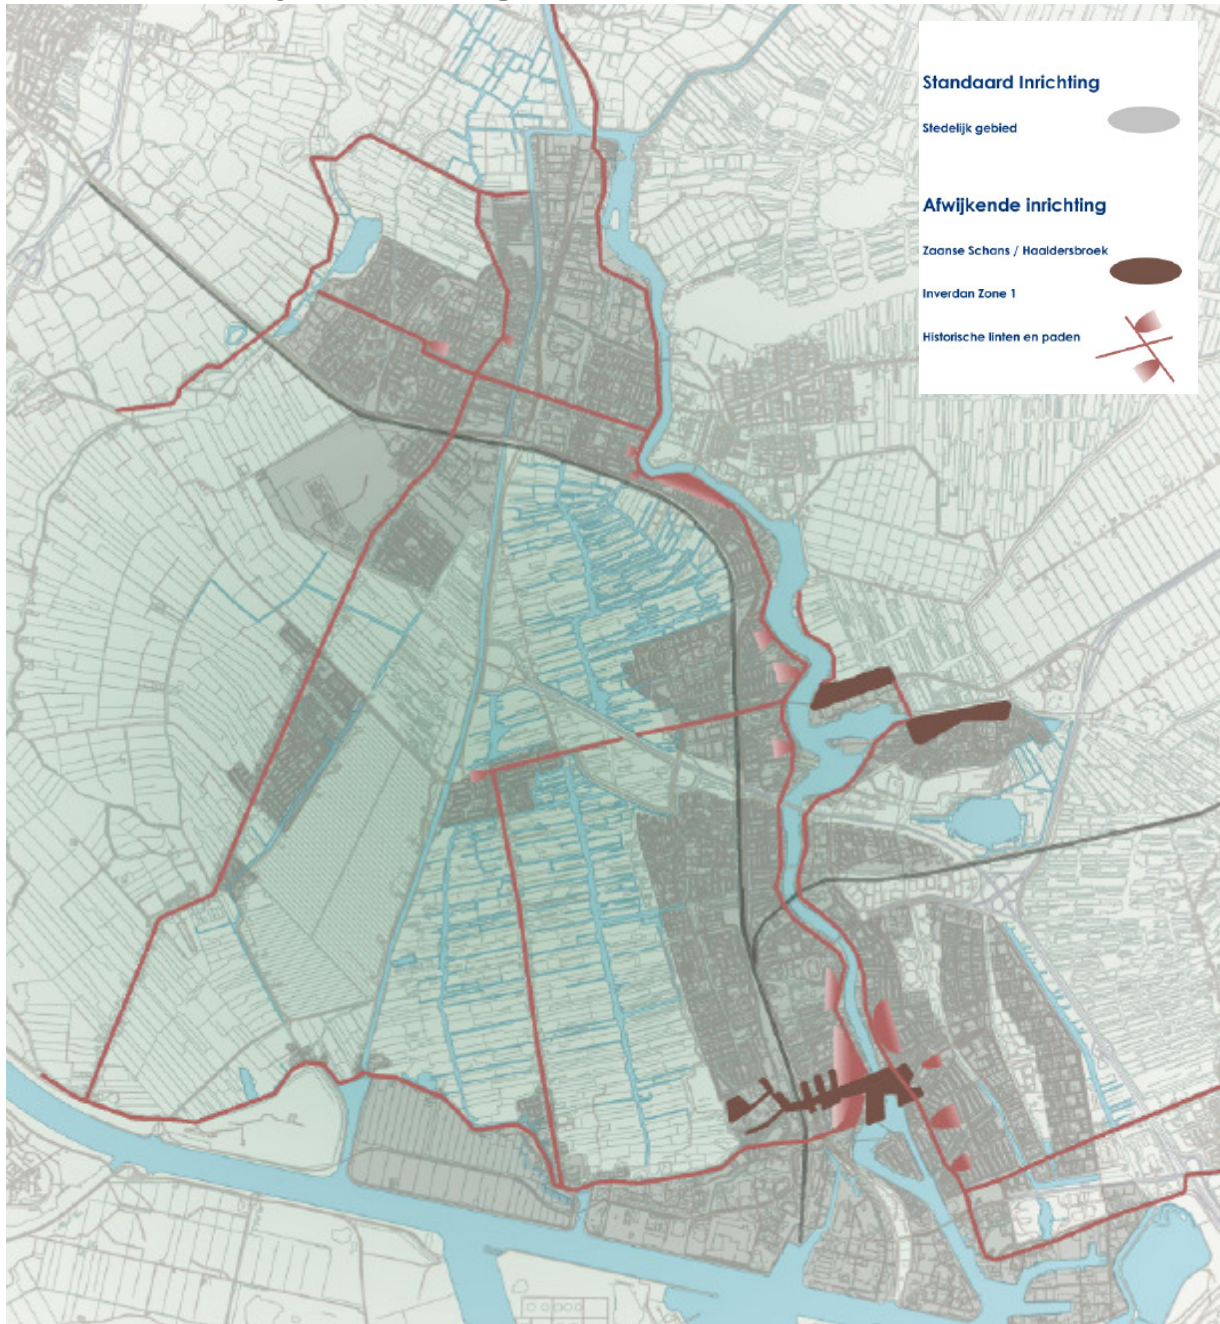 Standaard Inrichting
Stedelijk gebied
Afwijkende inrichting
Zaanse Schans / Haaldersbroek
Inverdan Zone 1
Historische linten en paden